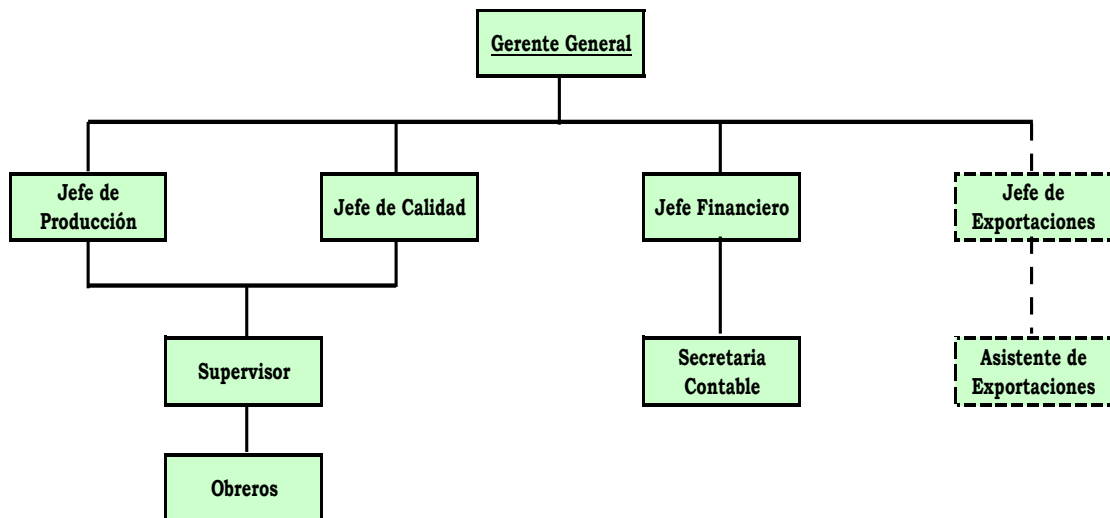 Gerente General
Jefe de
Producción
Jefe de Calidad
Jefe Financiero
Jefe de
Exportaciones
Supervisor
Secretaria
Contable
Asistente de
Exportaciones
Obreros